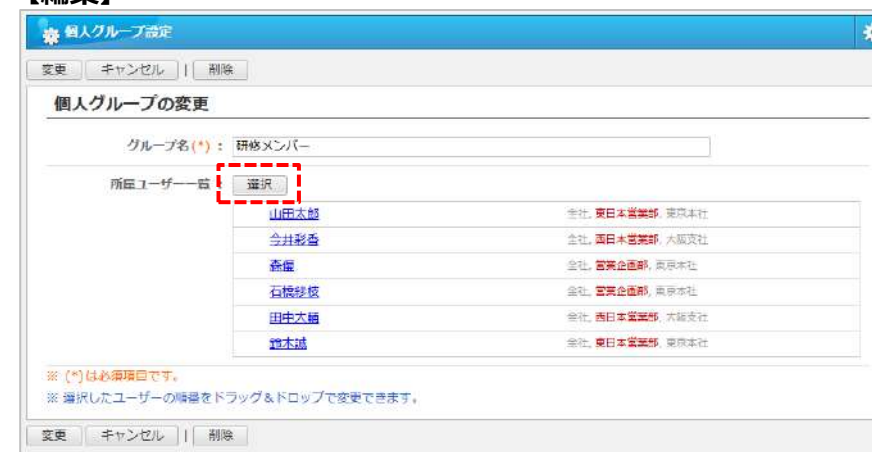 【編集】
個人グループ設定
変更 キャンセル | 削除
個人グループの変更
グループ名(*) : 研修メンバー
所属ユーザー一覧 : 選択
山田太郎 会社, 東日本営業部, 東京本社
今井彩香 会社, 西日本営業部, 大阪支社
森優 会社, 営業企画部, 東京本社
石橋 会社, 営業企画部, 東京本社
田中大輔 会社, 西日本営業部, 大阪支社
鈴木誠 会社, 東日本営業部, 東京本社
※ (*)は必須項目です。
※ 選択したユーザーの順番をドラッグ＆ドロップで変更できます。
変更 キャンセル | 削除